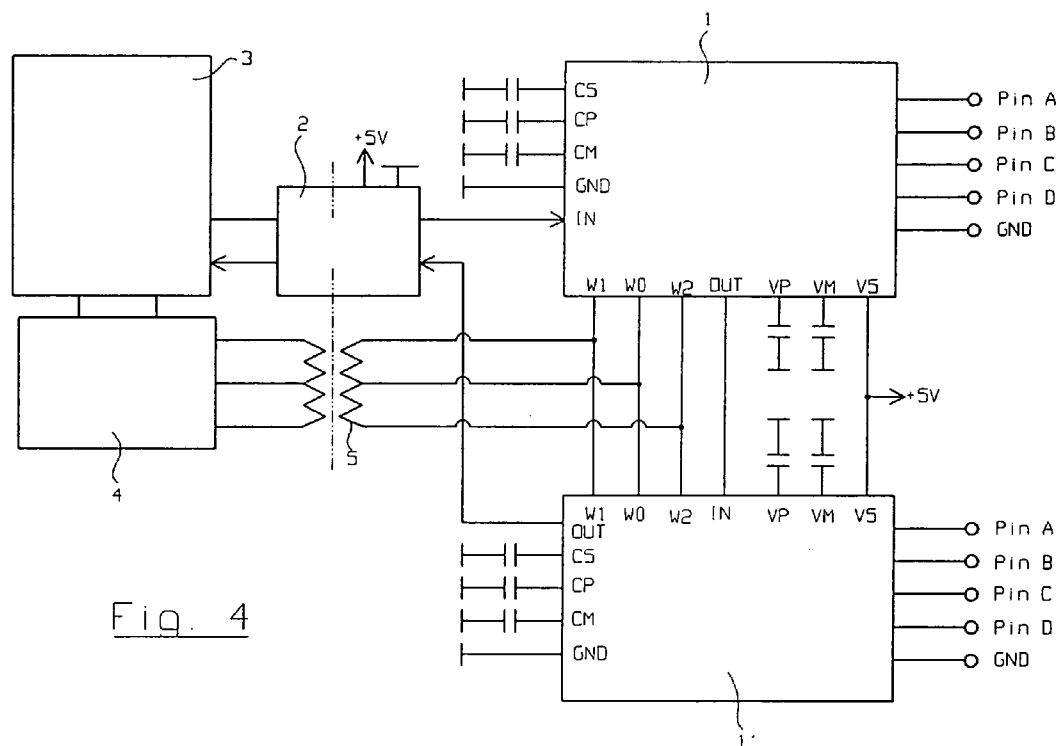 1
3
2
+5V
CS
CP
CM
GND
IN
Pin A
Pin B
Pin C
Pin D
GND
W1 W0 W2 OUT VP VM VS
+5V
4
5
W1 W0 W2 IN VP VM VS
OUT
CS
CP
CM
GND
Pin A
Pin B
Pin C
Pin D
GND
Fig. 4
1'